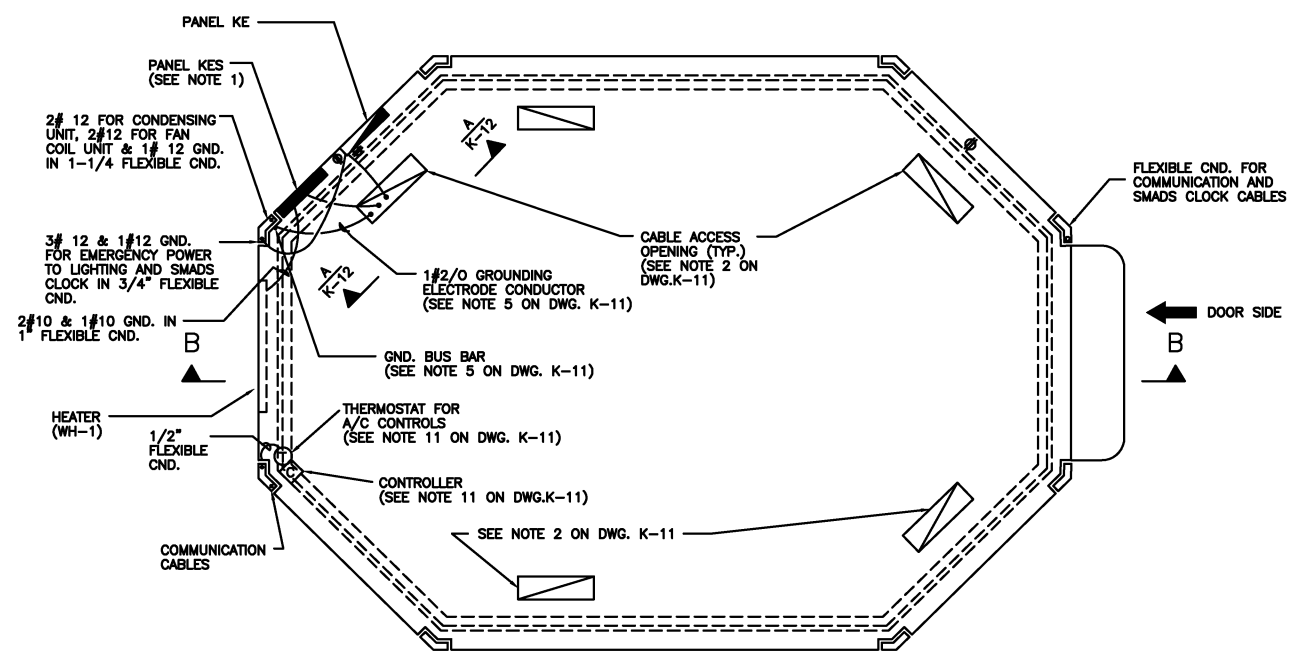 PANEL KE
PANEL KES
(SEE NOTE 1)
2# 12 FOR CONDENSING
UNIT, 2#12 FOR FAN
COIL UNIT & 1# 12 GND.
IN 1-1/4 FLEXIBLE CND.
A
K-12
FLEXIBLE CND. FOR
COMMUNICATION AND
SMADS CLOCK CABLES
3# 12 & 1#12 GND.
FOR EMERGENCY POWER
TO LIGHTING AND SMADS
CLOCK IN 3/4" FLEXIBLE
CND.
CABLE ACCESS
OPENING (TYP.)
(SEE NOTE 2 ON
DWG.K-11)
A
K-12
1#2/0 GROUNDING
ELECTRODE CONDUCTOR
(SEE NOTE 5 ON DWG. K-11)
2#10 & 1#10 GND. IN
1" FLEXIBLE CND.
DOOR SIDE
B
B
GND. BUS BAR
(SEE NOTE 5 ON DWG. K-11)
HEATER
(WH-1)
THERMOSTAT FOR
A/C CONTROLS
(SEE NOTE 11 ON DWG. K-11)
1/2"
FLEXIBLE
CND.
T
C
CONTROLLER
(SEE NOTE 11 ON DWG.K-11)
SEE NOTE 2 ON DWG. K-11
COMMUNICATION
CABLES